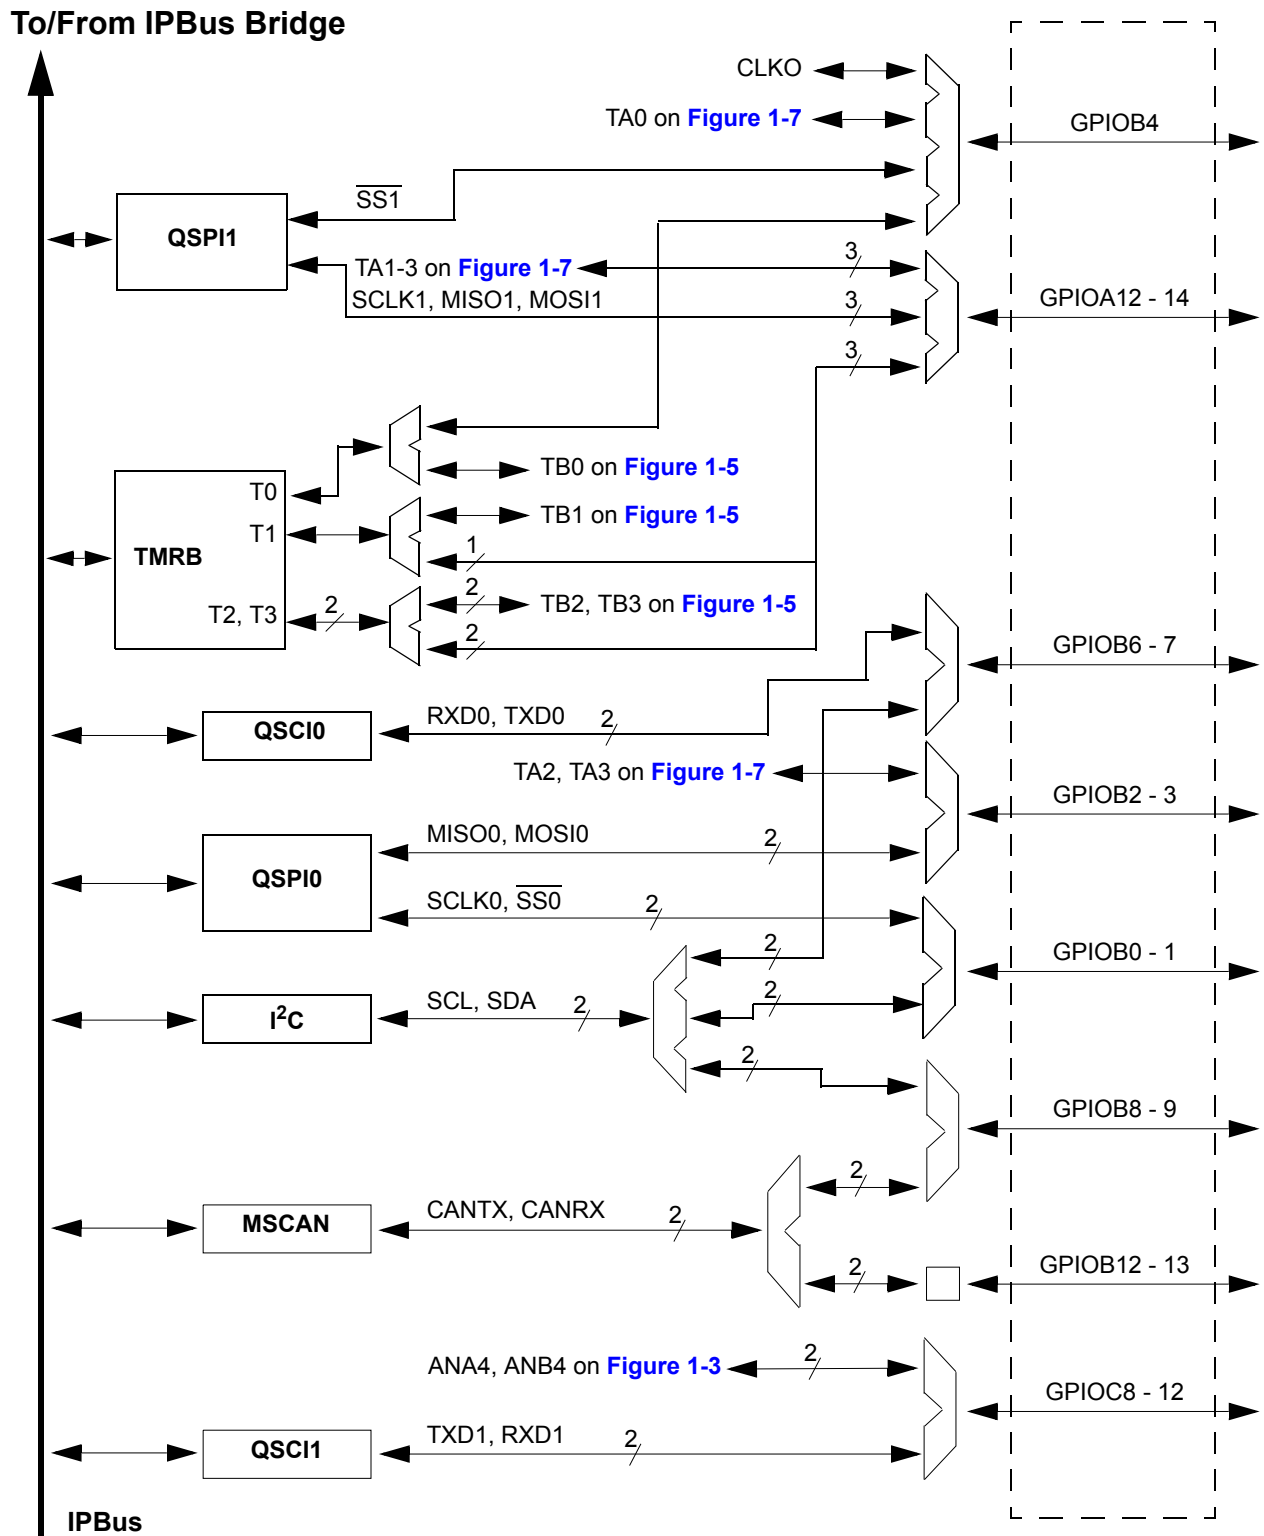 To/From IPBus Bridge
CLKO
TA0 on Figure 1-7
GPIOB4
SS1
QSPI1
TA1-3 on Figure 1-7
3
SCLK1, MISO1, MOSI1
3
GPIOA12 - 14
3
TB0 on Figure 1-5
T0
TB1 on Figure 1-5
T1
TMRB
1
2
TB2, TB3 on Figure 1-5
T2, T3
2
2
GPIOB6 - 7
RXD0, TXD0
2
QSCI0
TA2, TA3 on Figure 1-7
GPIOB2 - 3
MISO0, MOSI0
2
QSPI0
SCLK0, SS0
2
2
GPIOB0 - 1
SCL, SDA
2
2
I2C
2
GPIOB8 - 9
2
CANTX, CANRX
2
MSCAN
2
GPIOB12 - 13
ANA4, ANB4 on Figure 1-3
2
GPIOC8 - 12
TXD1, RXD1
2
QSCI1
IPBus